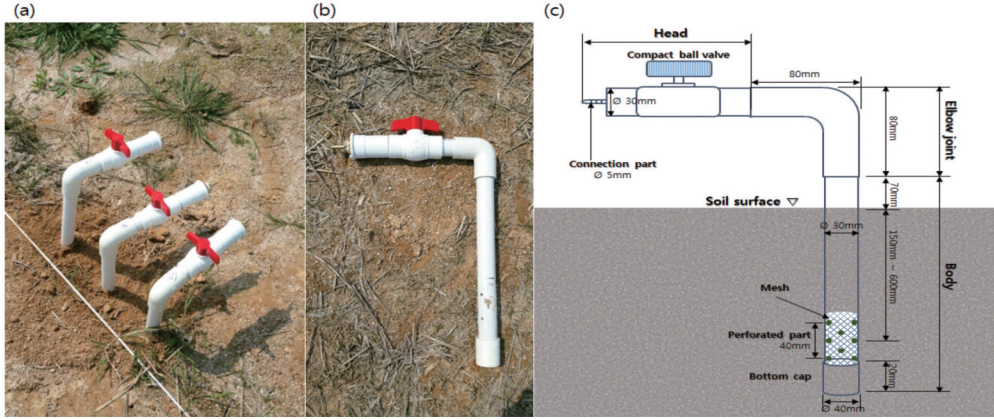 (a)
(b)
(c)
Head
Compact ball valve
80mm
Ø 30mm
80mm
Elbow joint
Connection part
Ø 5mm
70mm
Soil surface ▽
Ø 30mm
150mm ~ 600mm
Body
Mesh
Perforated part
40mm
Bottom cap
20mm
Ø 40mm